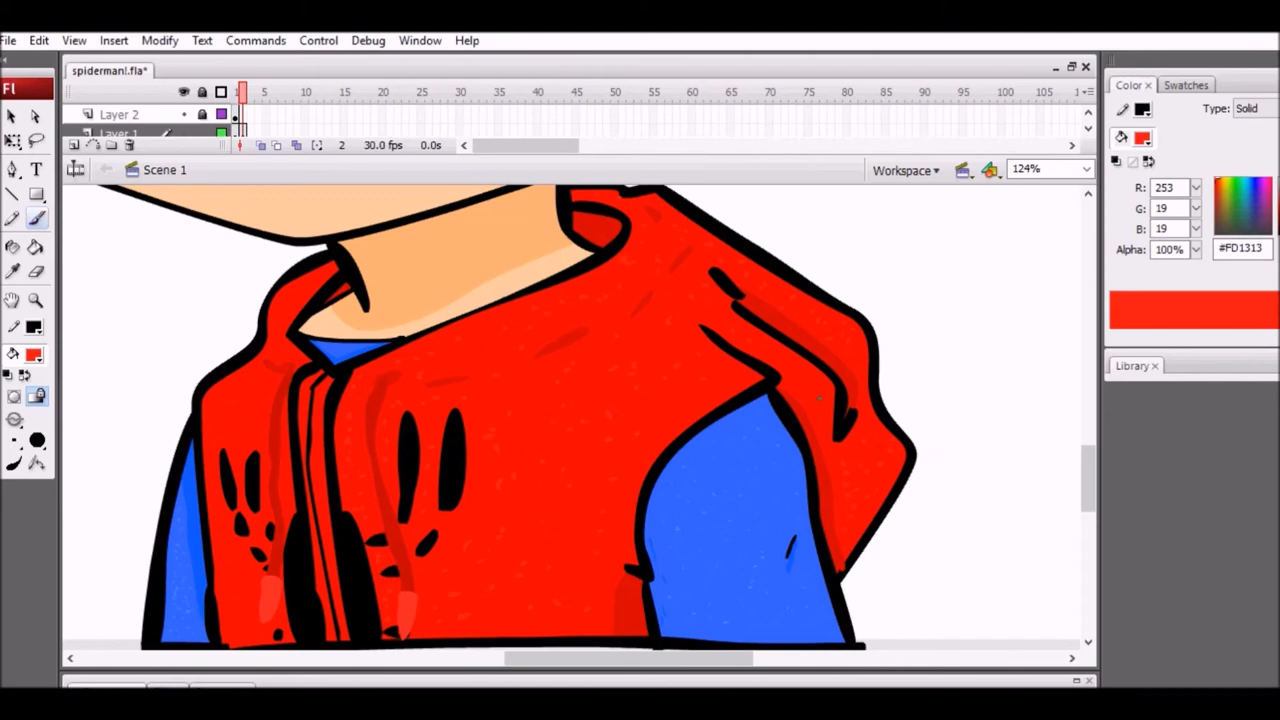 File Edit View Insert Modify Text Commands Control Debug Window Help
spiderman!.fla*
Color Swatches
Fl
5 10 15 20 25 30 35 40 45 50 55 60 65 70 75 80 85 90 95 100 105
Type: Solid
Layer 2
Layer 1
2 30.0 fps 0.0s
Scene 1
Workspace
124%
R: 253
G: 19
B: 19
Alpha: 100%
#FD1313
Library